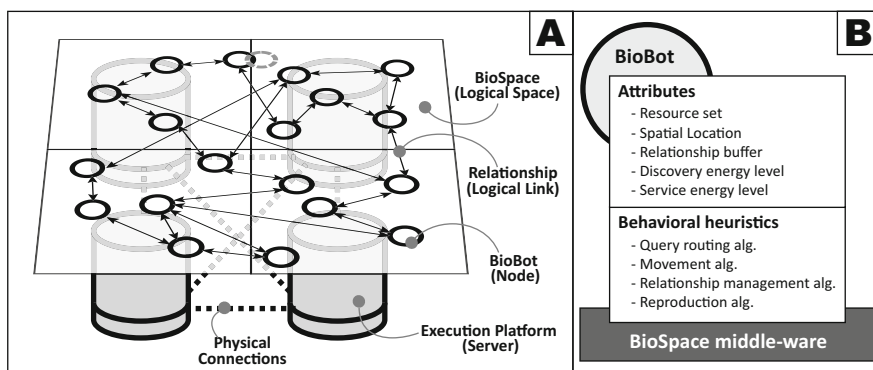 A
BioSpace
(Logical Space)
Relationship
(Logical Link)
BioBot
(Node)
Execution Platform
(Server)
Physical
Connections
B
BioBot
Attributes
- Resource set
- Spatial Location
- Relationship buffer
- Discovery energy level
- Service energy level
Behavioral heuristics
- Query routing alg.
- Movement alg.
- Relationship management alg.
- Reproduction alg.
BioSpace middle-ware